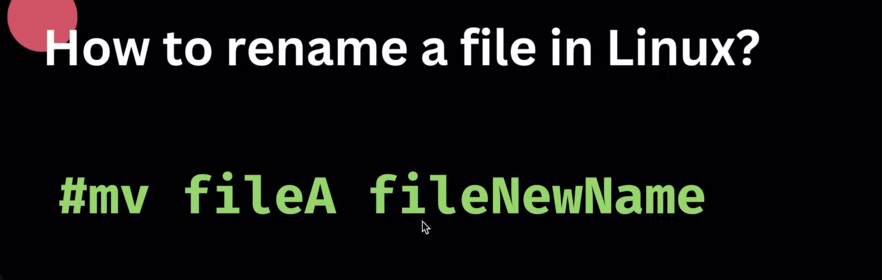 How to rename a file in Linux?
#mv fileA fileNewName